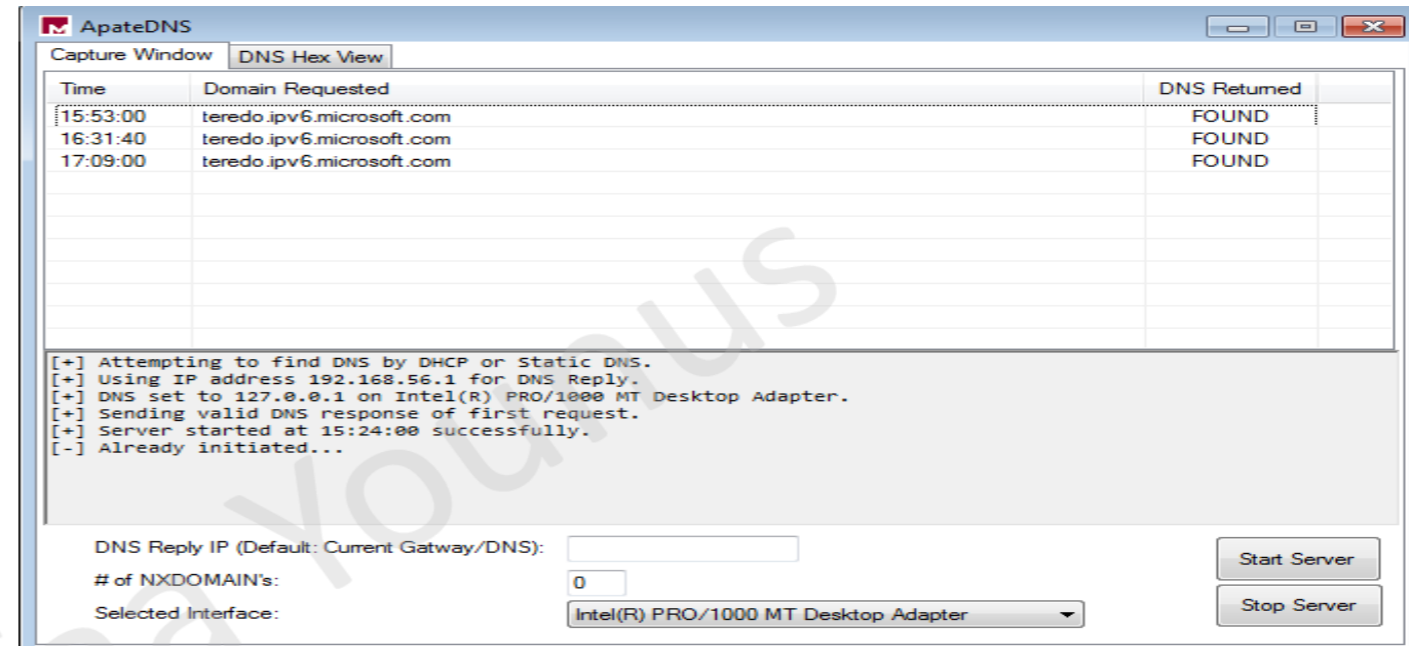 ApateDNS
Capture Window DNS Hex View
Time Domain Requested DNS Returned
15:53:00 teredo.ipv6.microsoft.com FOUND
16:31:40 teredo.ipv6.microsoft.com FOUND
17:09:00 teredo.ipv6.microsoft.com FOUND
[+] Attempting to find DNS by DHCP or Static DNS.
[+] Using IP address 192.168.56.1 for DNS Reply.
[+] DNS set to 127.0.0.1 on Intel(R) PRO/1000 MT Desktop Adapter.
[+] Sending valid DNS response of first request.
[+] Server started at 15:24:00 successfully.
[-] Already initiated...
DNS Reply IP (Default: Current Gatway/DNS):
Start Server
# of NXDOMAIN's: 0
Selected Interface: Intel(R) PRO/1000 MT Desktop Adapter
Stop Server
Younus